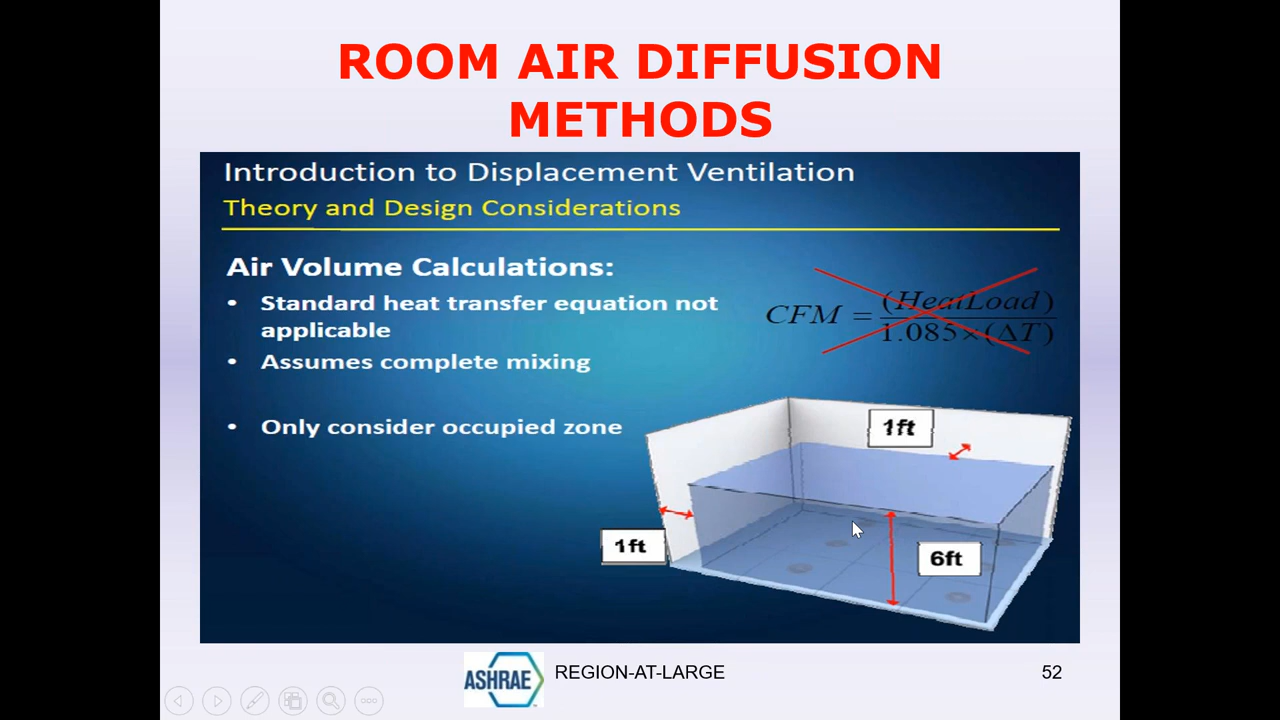 ROOM AIR DIFFUSION
METHODS
Introduction to Displacement Ventilation
Theory and Design Considerations
Air Volume Calculations:
• Standard heat transfer equation not
applicable
• Assumes complete mixing
• Only consider occupied zone
CFM = (HeatLoad) / 1.085×(ΔT)
1ft
1ft
6ft
ASHRAE
REGION-AT-LARGE
52